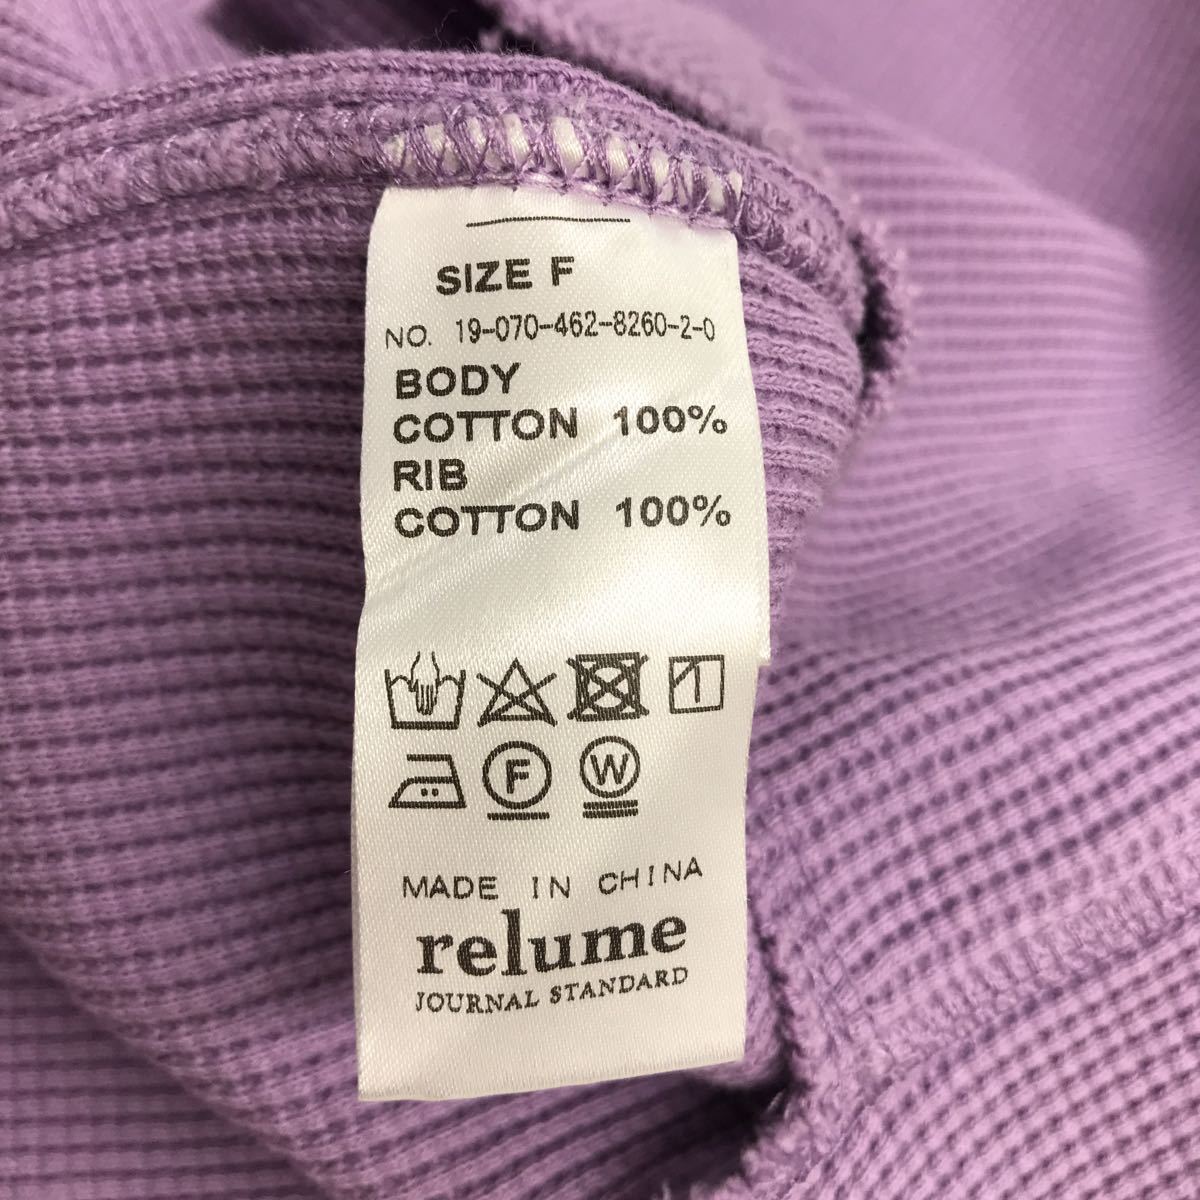 SIZE F
NO. 19-070-462-8260-2-0
BODY
COTTON 100%
RIB
COTTON 100%
F W
MADE IN CHINA
relume
JOURNAL STANDARD